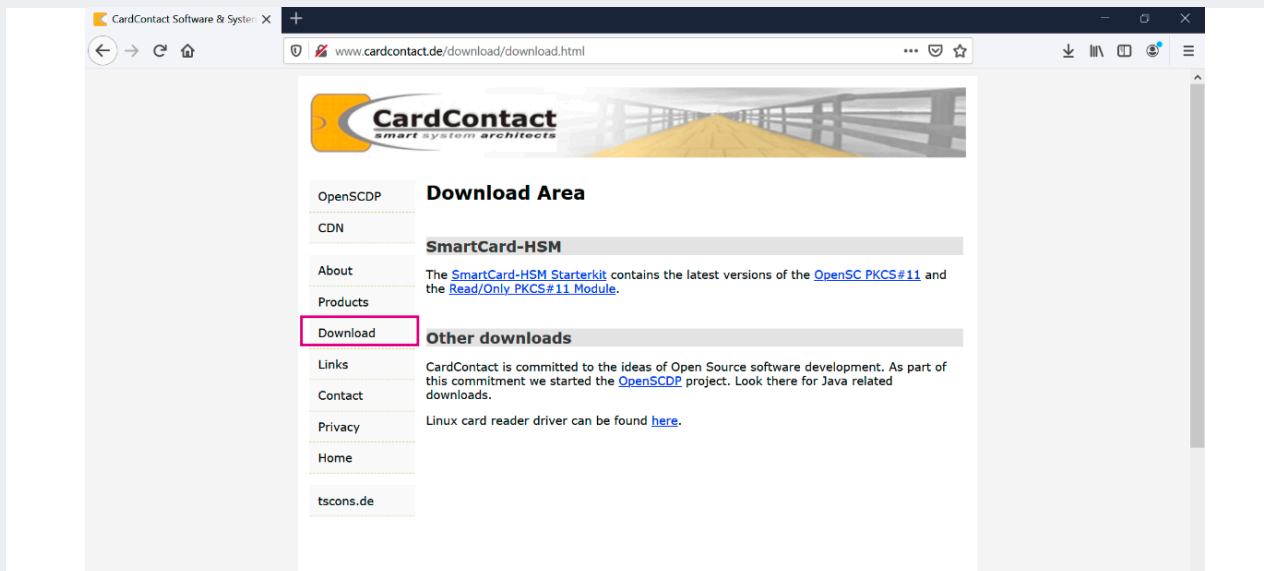 CardContact Software & System
www.cardcontact.de/download/download.html
CardContact
smart system architects
OpenSCDP
CDN
About
Products
Download
Links
Contact
Privacy
Home
tscons.de
Download Area
SmartCard-HSM
The SmartCard-HSM Starterkit contains the latest versions of the OpenSC PKCS#11 and
the Read/Only PKCS#11 Module.
Other downloads
CardContact is committed to the ideas of Open Source software development. As part of
this commitment we started the OpenSCDP project. Look there for Java related
downloads.
Linux card reader driver can be found here.